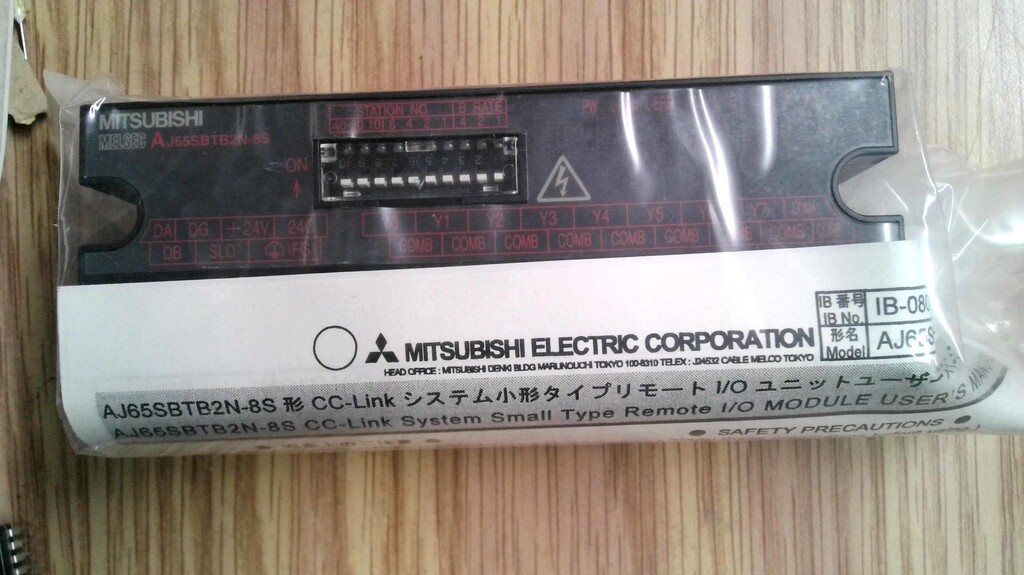 MITSUBISHI
MELSEC AJ65SBTB2N-8S
STATION NO. B RATE
40 20 10 8 4 2 1 4 2 1
ON
PW
DA DG +24V
DB SLD (FG)
Y1 Y2 Y3 Y4 Y5 Y7
COMB COMB COMB COMB COMB COMB COMB
IB 番号 IB No. IB-080
形名 Model AJ65S
MITSUBISHI ELECTRIC CORPORATION
HEAD OFFICE : MITSUBISHI DENKI BLDG MARUNOUCHI TOKYO 100-8310 TELEX : J24532 CABLE MELCO TOKYO
AJ65SBTB2N-8S 形 CC-Link システム小形タイプリモート I/O ユニットユーザ
AJ65SBTB2N-8S CC-Link System Small Type Remote I/O MODULE USER'S
● SAFETY PRECAUTIONS ●